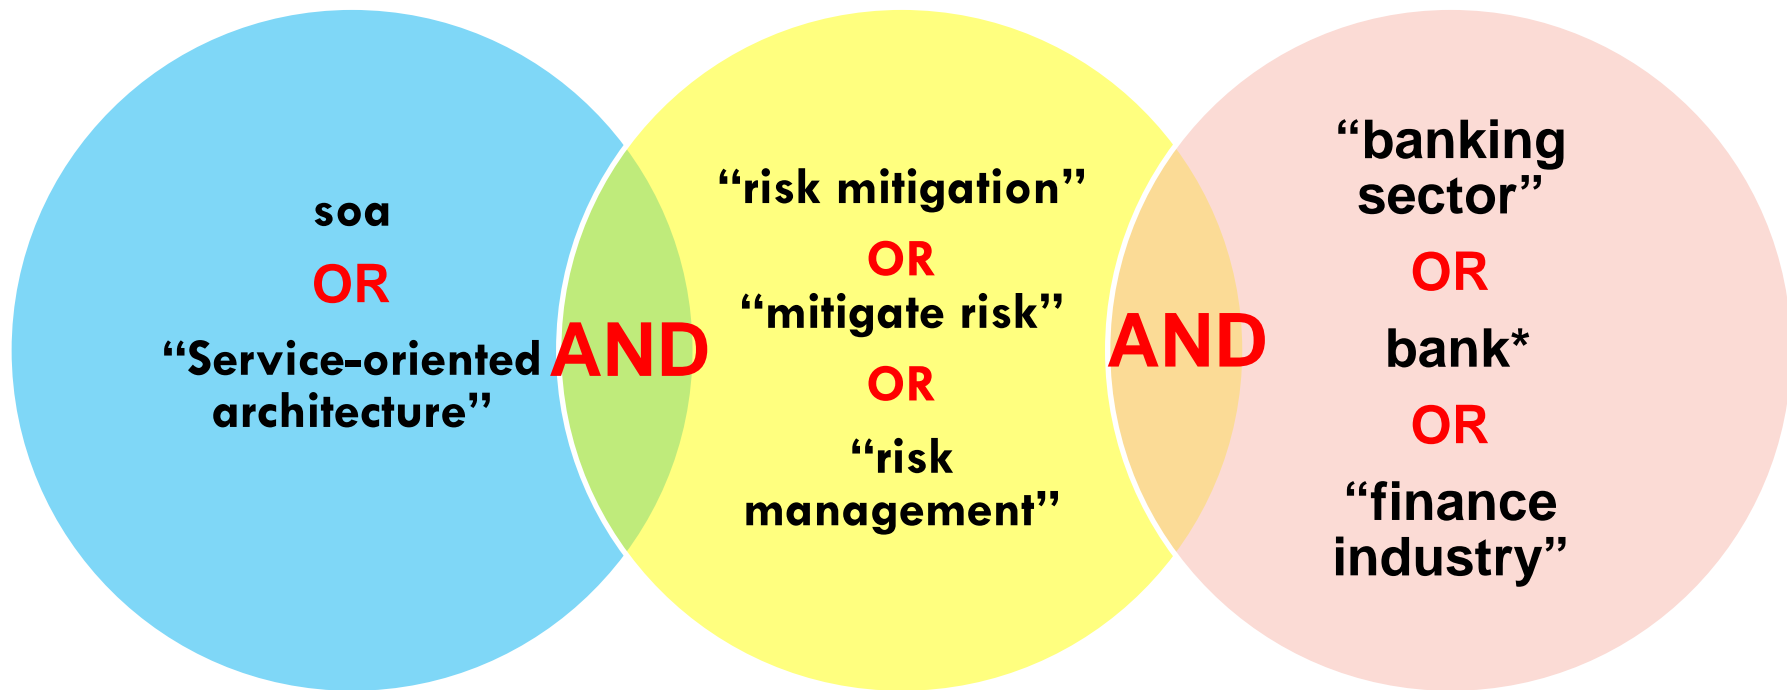 soa
OR
“Service-oriented
architecture”
AND
“risk mitigation”
OR
“mitigate risk”
OR
“risk
management”
AND
“banking
sector”
OR
bank*
OR
“finance
industry”